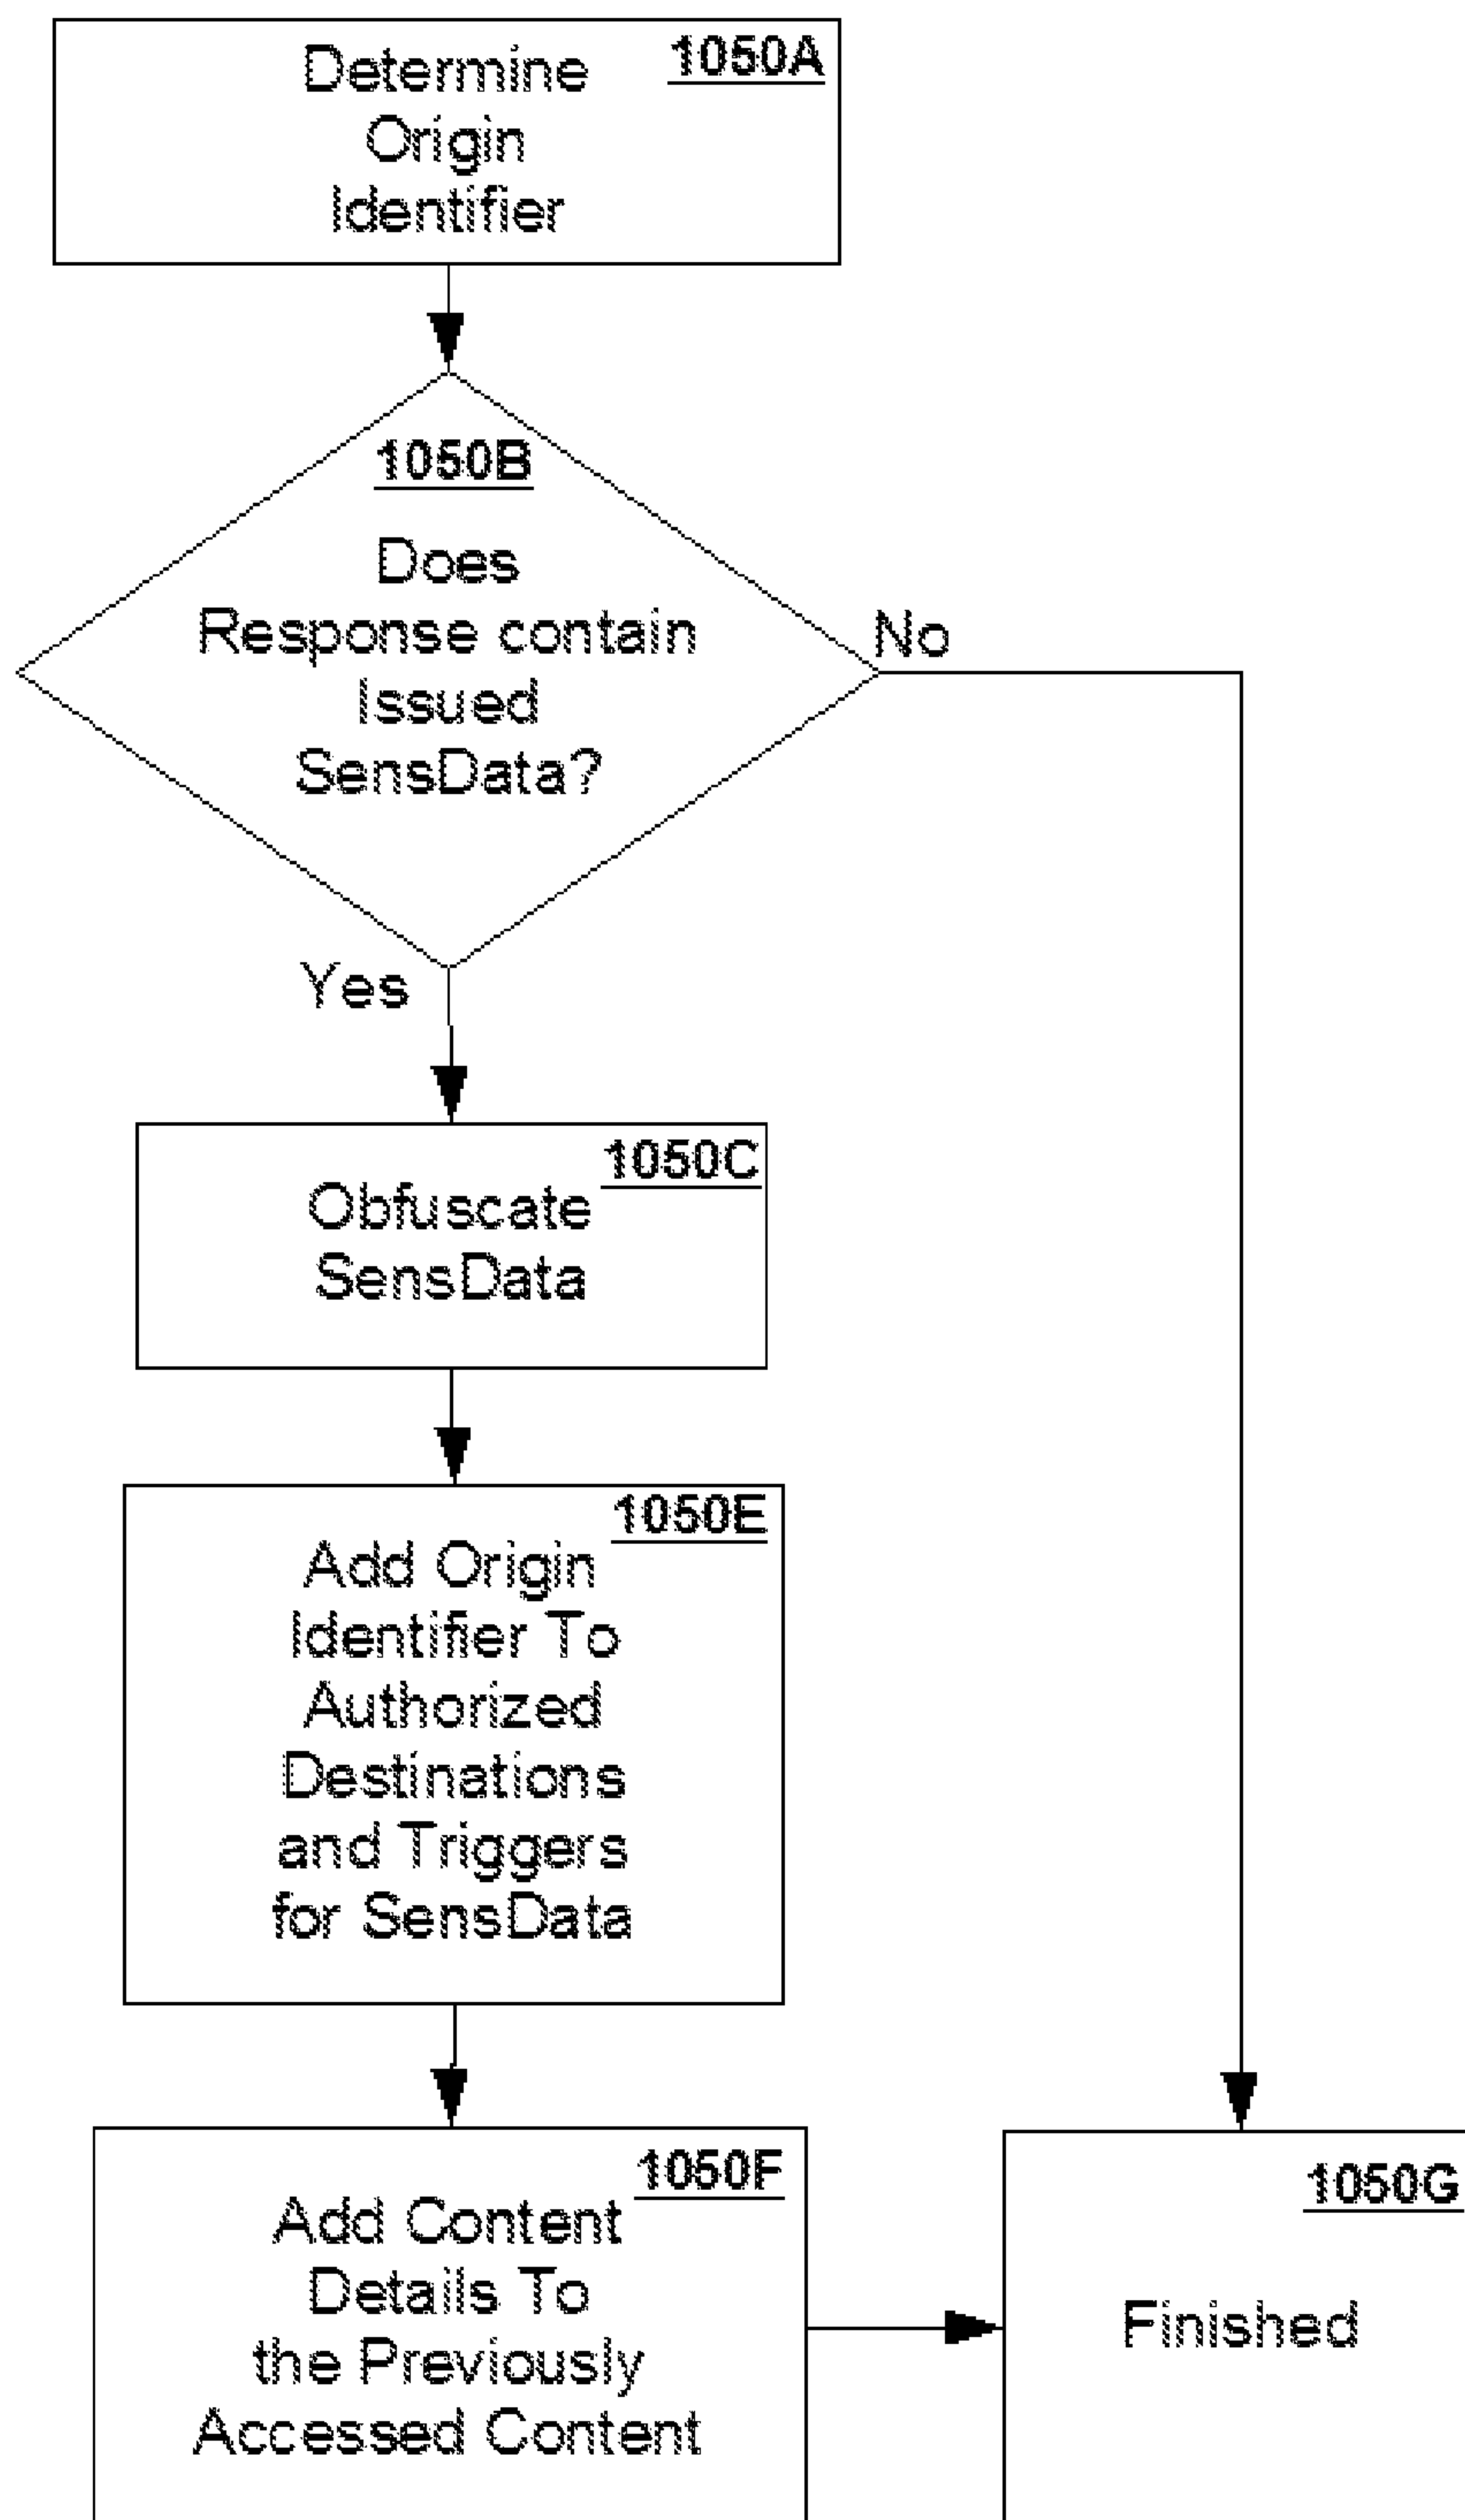 1050A
Determine
Origin
Identifier
1050B
Does
Response contain
Issued
SensData?
No
Yes
1050C
Obfuscate
SensData
1050E
Add Origin
Identifier To
Authorized
Destinations
and Triggers
for SensData
1050F
Add Content
Details To
the Previously
Accessed Content
1050G
Finished